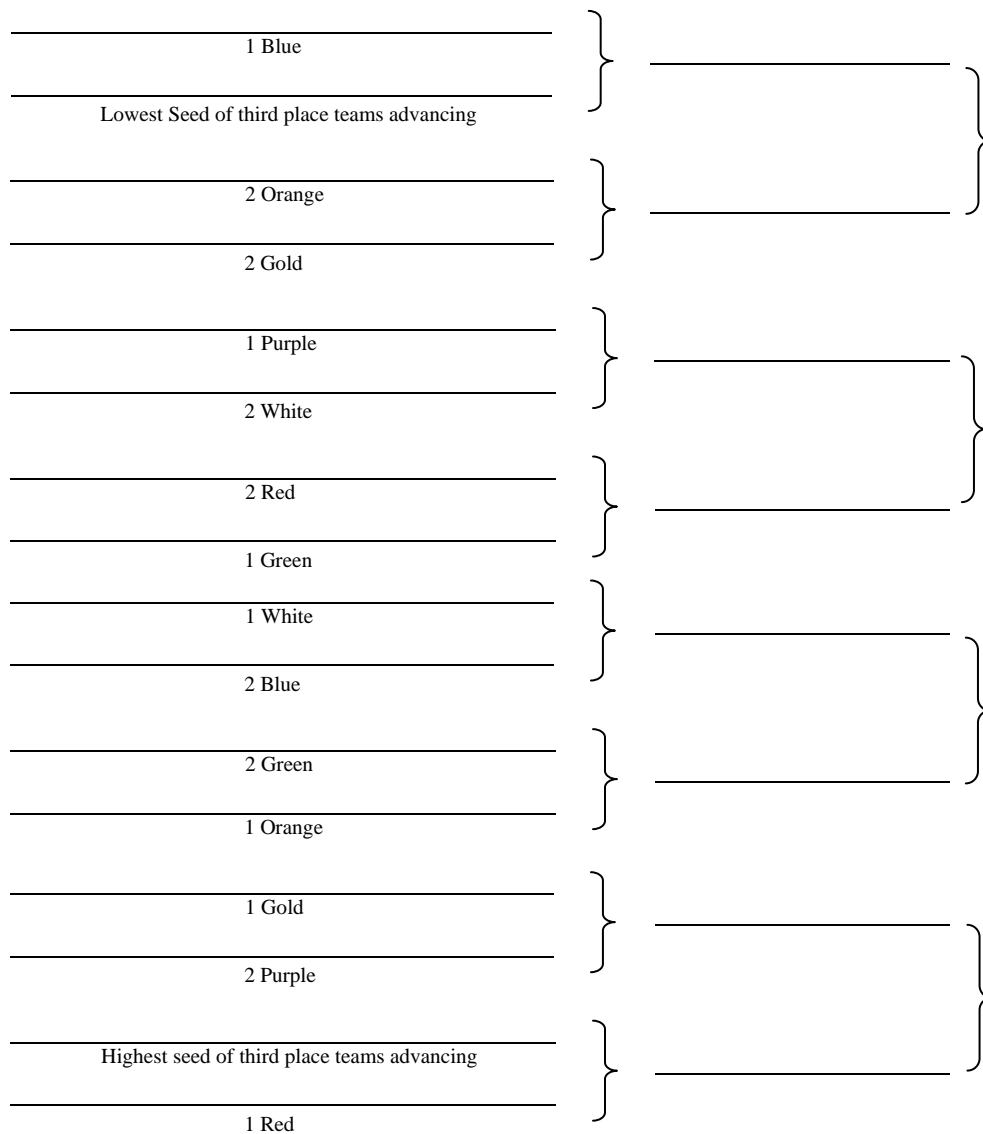 1 Blue
Lowest Seed of third place teams advancing
2 Orange
2 Gold
1 Purple
2 White
2 Red
1 Green
1 White
2 Blue
2 Green
1 Orange
1 Gold
2 Purple
Highest seed of third place teams advancing
1 Red